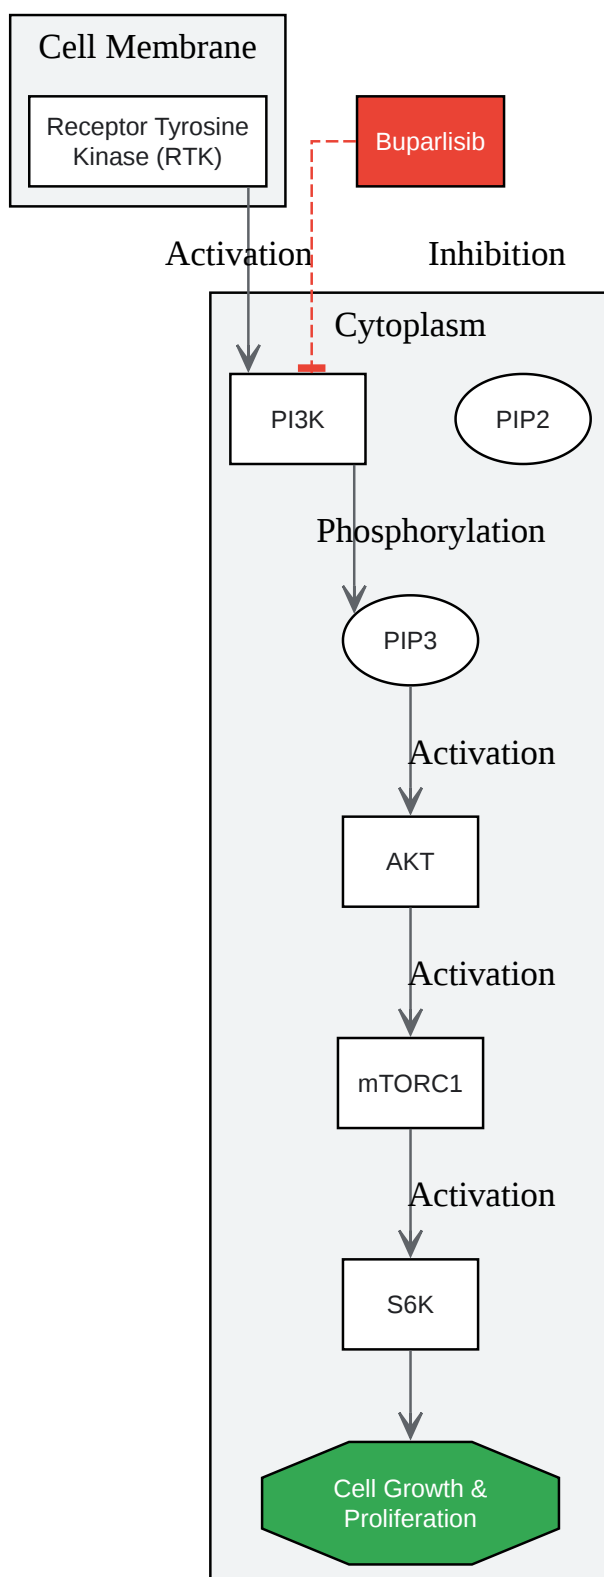 Cell Membrane
Receptor Tyrosine
Kinase (RTK)
Buparlisib
Activation
Inhibition
Cytoplasm
PI3K
PIP2
Phosphorylation
PIP3
Activation
AKT
Activation
mTORC1
Activation
S6K
Cell Growth &
Proliferation